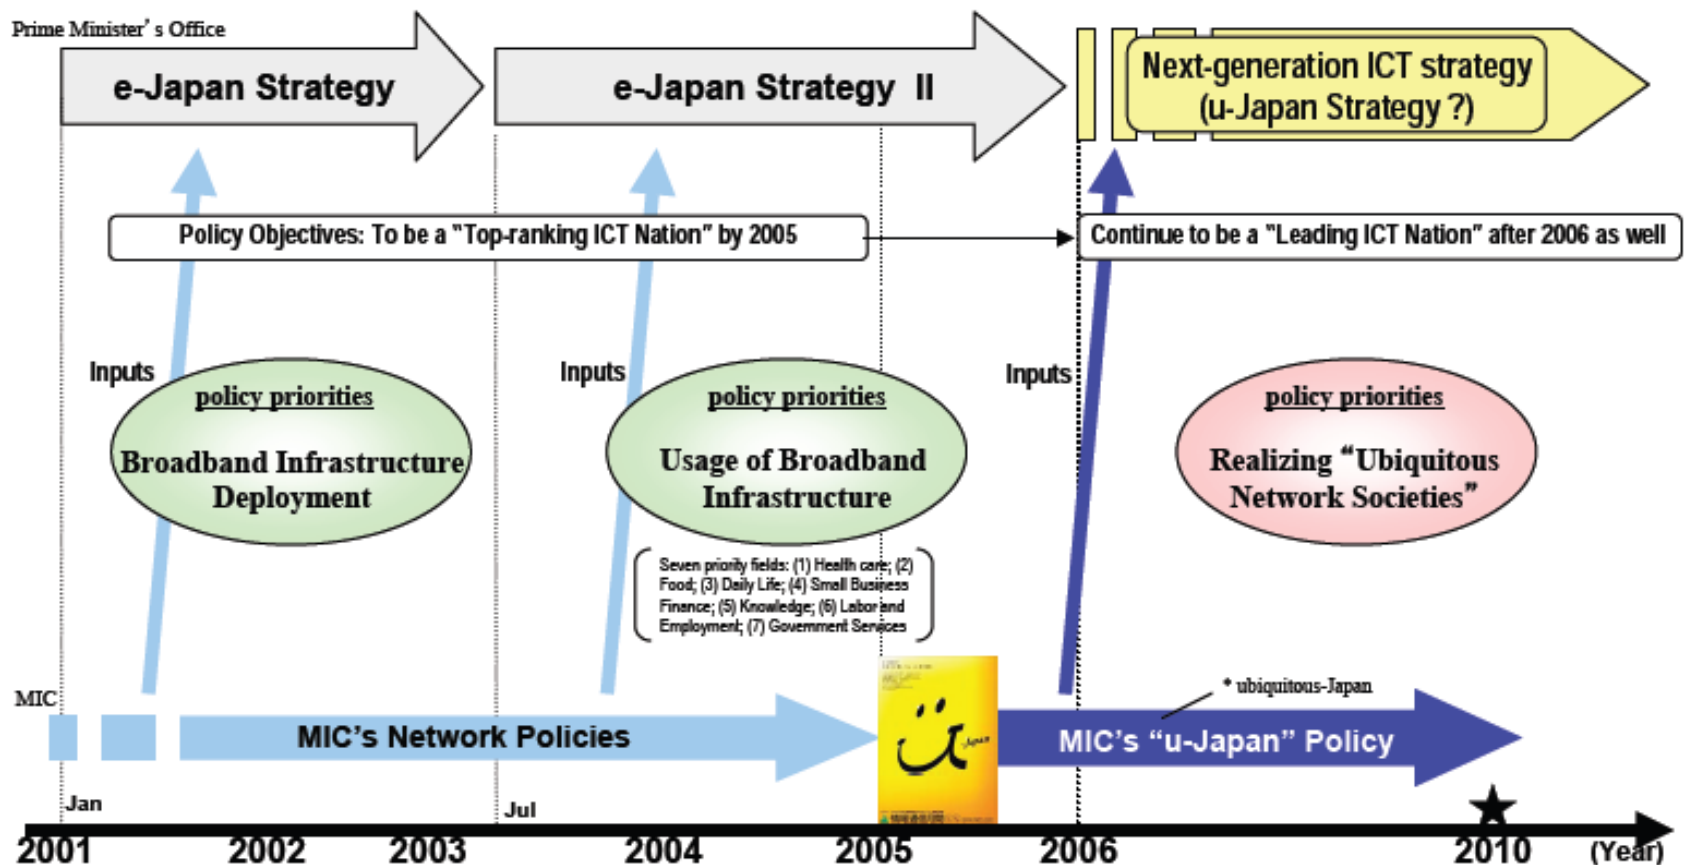 Prime Minister's Office
e-Japan Strategy
e-Japan Strategy II
Next-generation ICT strategy
(u-Japan Strategy ?)
Policy Objectives: To be a "Top-ranking ICT Nation" by 2005
Continue to be a "Leading ICT Nation" after 2006 as well
Inputs
policy priorities
Broadband Infrastructure
Deployment
Inputs
policy priorities
Usage of Broadband
Infrastructure
Inputs
policy priorities
Realizing "Ubiquitous
Network Societies"
Seven priority fields: (1) Health care; (2)
Food; (3) Daily Life; (4) Small Business
Finance; (5) Knowledge; (6) Labor and
Employment; (7) Government Services
MIC
MIC's Network Policies
u
Japan
* ubiquitous-Japan
MIC's "u-Japan" Policy
Jan
Jul
2001
2002
2003
2004
2005
2006
2010
(Year)